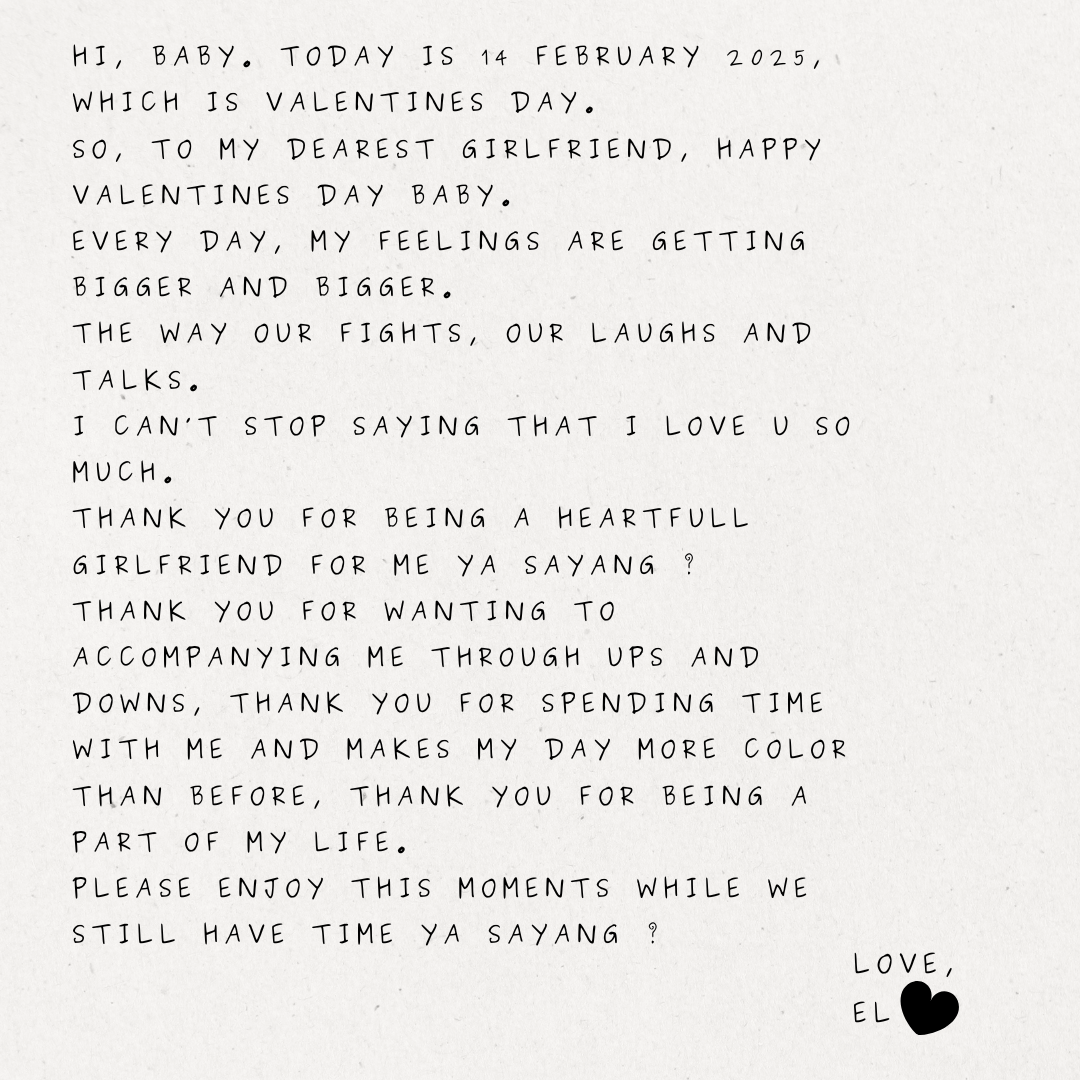 HI, BABY. TODAY IS 14 FEBRUARY 2025,
WHICH IS VALENTINES DAY.
SO, TO MY DEAREST GIRLFRIEND, HAPPY
VALENTINES DAY BABY.
EVERY DAY, MY FEELINGS ARE GETTING
BIGGER AND BIGGER.
THE WAY OUR FIGHTS, OUR LAUGHS AND
TALKS.
I CAN'T STOP SAYING THAT I LOVE U SO
MUCH.
THANK YOU FOR BEING A HEARTFULL
GIRLFRIEND FOR ME YA SAYANG ?
THANK YOU FOR WANTING TO
ACCOMPANYING ME THROUGH UPS AND
DOWNS, THANK YOU FOR SPENDING TIME
WITH ME AND MAKES MY DAY MORE COLOR
THAN BEFORE, THANK YOU FOR BEING A
PART OF MY LIFE.
PLEASE ENJOY THIS MOMENTS WHILE WE
STILL HAVE TIME YA SAYANG ?
LOVE,
EL